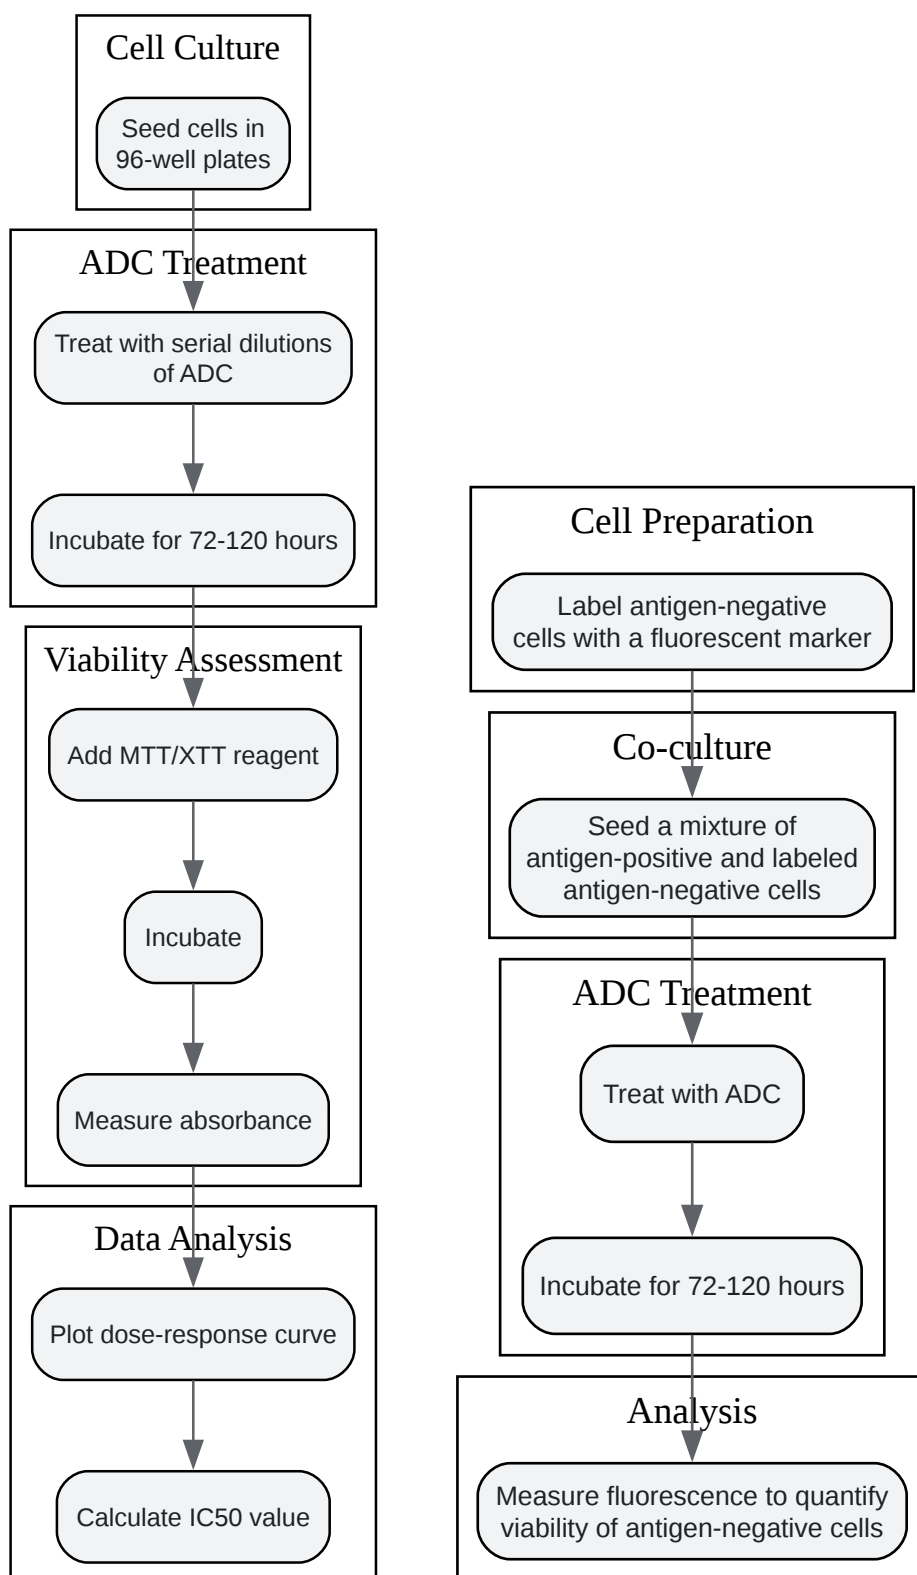 Cell Culture
Seed cells in
96-well plates
ADC Treatment
Treat with serial dilutions
of ADC
Incubate for 72-120 hours
Viability Assessment
Add MTT/XTT reagent
Incubate
Measure absorbance
Data Analysis
Plot dose-response curve
Calculate IC50 value
Cell Preparation
Label antigen-negative
cells with a fluorescent marker
Co-culture
Seed a mixture of
antigen-positive and labeled
antigen-negative cells
ADC Treatment
Treat with ADC
Incubate for 72-120 hours
Analysis
Measure fluorescence to quantify
viability of antigen-negative cells